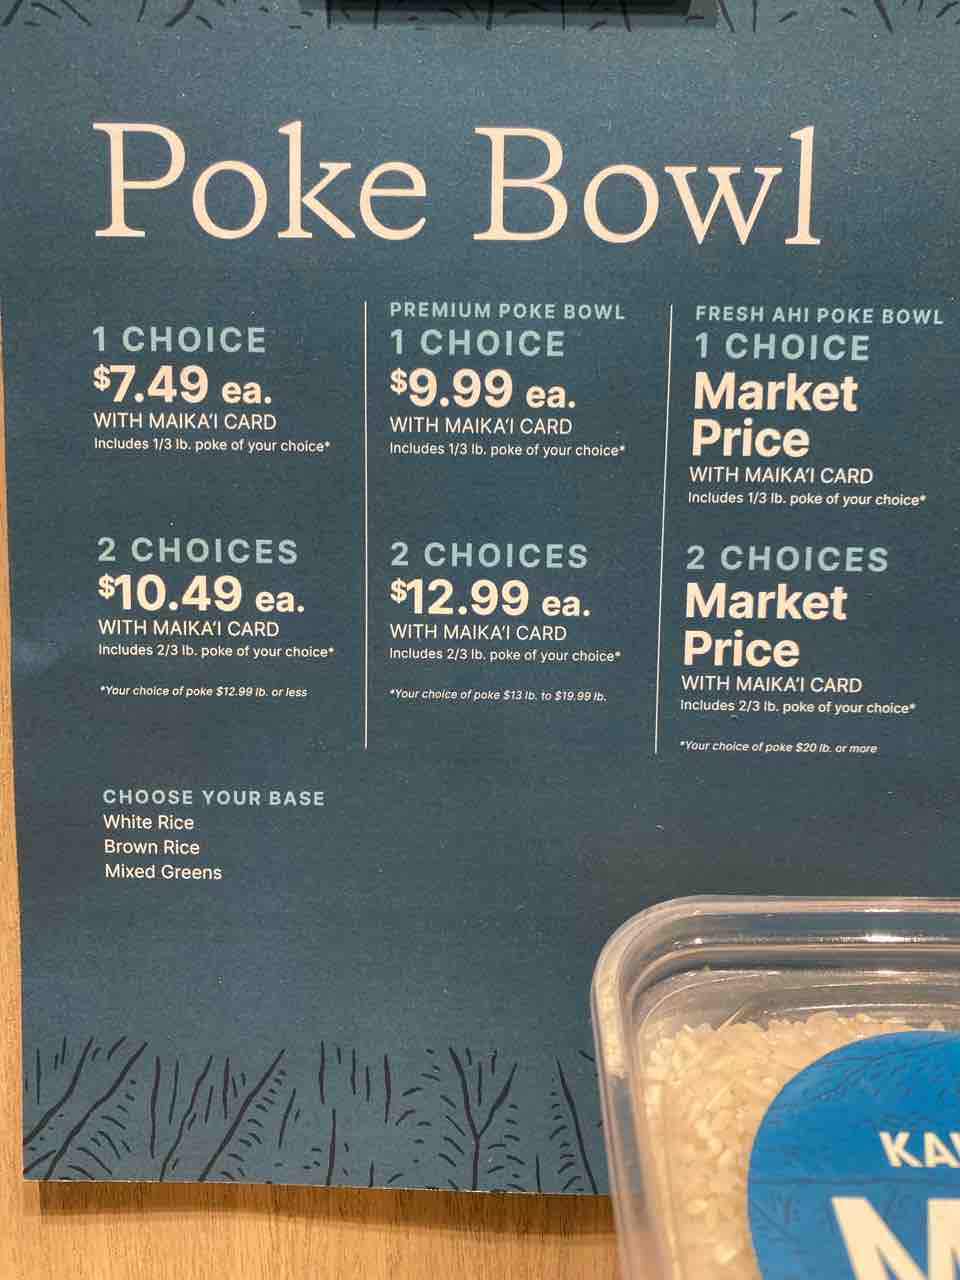 Poke Bowl
1 CHOICE
$7.49 ea.
WITH MAIKA‘I CARD
Includes 1/3 lb. poke of your choice*
2 CHOICES
$10.49 ea.
WITH MAIKA‘I CARD
Includes 2/3 lb. poke of your choice*
*Your choice of poke $12.99 lb. or less
PREMIUM POKE BOWL
1 CHOICE
$9.99 ea.
WITH MAIKA‘I CARD
Includes 1/3 lb. poke of your choice*
2 CHOICES
$12.99 ea.
WITH MAIKA‘I CARD
Includes 2/3 lb. poke of your choice*
*Your choice of poke $13 lb. to $19.99 lb.
FRESH AHI POKE BOWL
1 CHOICE
Market
Price
WITH MAIKA‘I CARD
Includes 1/3 lb. poke of your choice*
2 CHOICES
Market
Price
WITH MAIKA‘I CARD
Includes 2/3 lb. poke of your choice*
*Your choice of poke $20 lb. or more
CHOOSE YOUR BASE
White Rice
Brown Rice
Mixed Greens